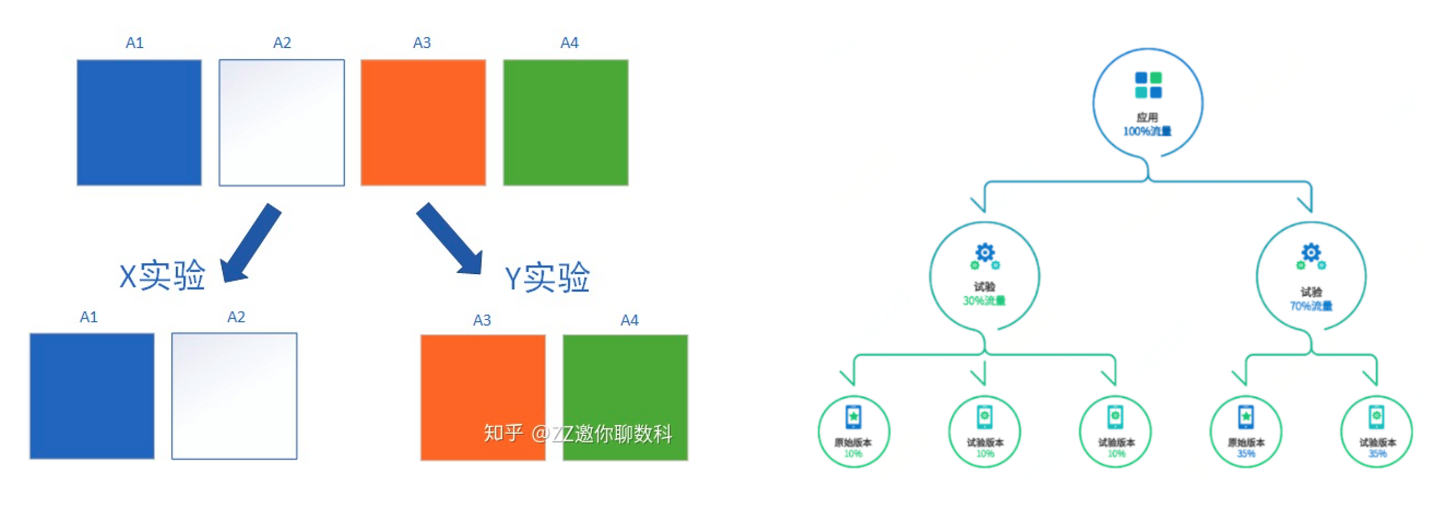 A1
A2
A3
A4
X实验
Y实验
A1
A2
A3
A4
知乎 @ZZ邀你聊数科
应用
100%流量
试验
30%流量
试验
70%流量
原始版本
10%
试验版本
10%
试验版本
10%
原始版本
35%
试验版本
35%